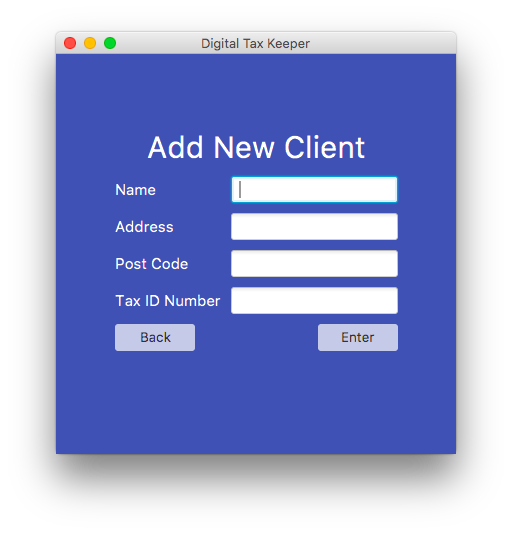 Digital Tax Keeper
Add New Client
Name
Address
Post Code
Tax ID Number
Back Enter